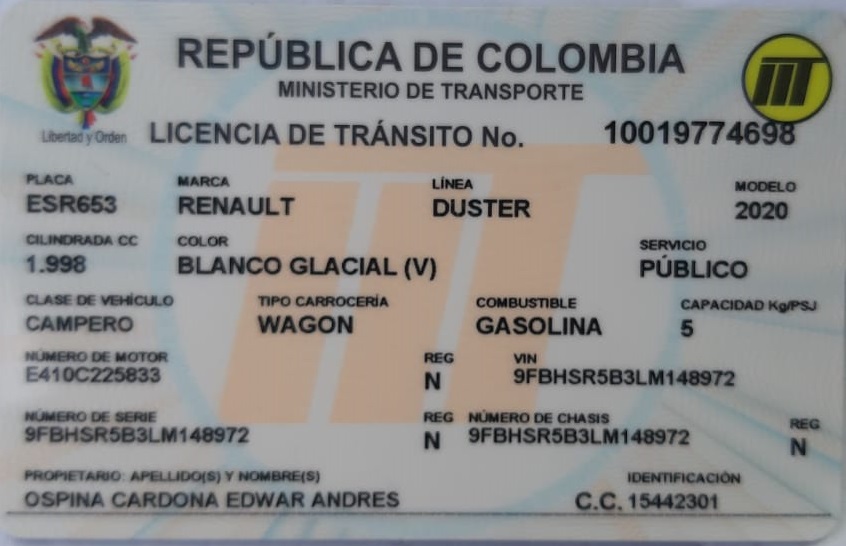 REPÚBLICA DE COLOMBIA
MINISTERIO DE TRANSPORTE
Libertad y Orden
LICENCIA DE TRÁNSITO No. 10019774698
PLACA MARCA LÍNEA MODELO
ESR653 RENAULT DUSTER 2020
CILINDRADA CC COLOR SERVICIO
1.998 BLANCO GLACIAL (V) PÚBLICO
CLASE DE VEHÍCULO TIPO CARROCERÍA COMBUSTIBLE CAPACIDAD Kg/PSJ
CAMPERO WAGON GASOLINA 5
NÚMERO DE MOTOR REG VIN
E410C225833 N 9FBHSR5B3LM148972
NÚMERO DE SERIE REG NÚMERO DE CHASIS REG
9FBHSR5B3LM148972 N 9FBHSR5B3LM148972 N
PROPIETARIO: APELLIDO(S) Y NOMBRE(S) IDENTIFICACIÓN
OSPINA CARDONA EDWAR ANDRES C.C. 15442301